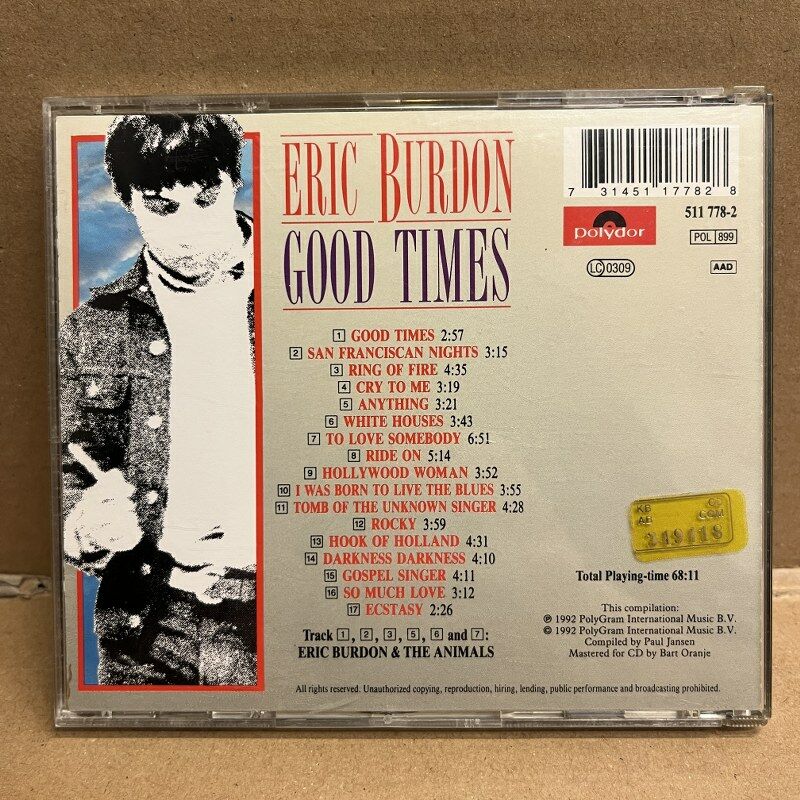 ERIC BURDON
GOOD TIMES
1 GOOD TIMES 2:57
2 SAN FRANCISCAN NIGHTS 3:15
3 RING OF FIRE 4:35
4 CRY TO ME 3:19
5 ANYTHING 3:21
6 WHITE HOUSES 3:43
7 TO LOVE SOMEBODY 6:51
8 RIDE ON 5:14
9 HOLLYWOOD WOMAN 3:52
10 I WAS BORN TO LIVE THE BLUES 3:55
11 TOMB OF THE UNKNOWN SINGER 4:28
12 ROCKY 3:59
13 HOOK OF HOLLAND 4:31
14 DARKNESS DARKNESS 4:10
15 GOSPEL SINGER 4:11
16 SO MUCH LOVE 3:12
17 ECSTASY 2:26
Track 1, 2, 3, 5, 6 and 7:
ERIC BURDON & THE ANIMALS
7 31451 17782 8
polydor
511 778-2
POL 899
LC 0309
AAD
249118
Total Playing-time 68:11
This compilation:
℗ 1992 PolyGram International Music B.V.
© 1992 PolyGram International Music B.V.
Compiled by Paul Jansen
Mastered for CD by Bart Oranje
All rights reserved. Unauthorized copying, reproduction, hiring, lending, public performance and broadcasting prohibited.